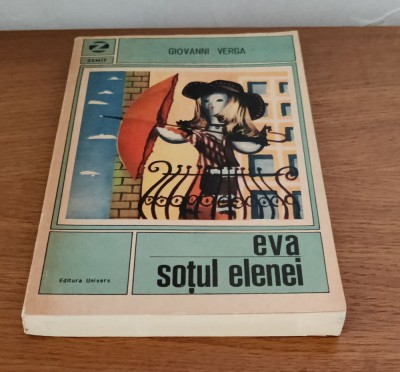 Z
ZENIT
GIOVANNI VERGA
eva
soțul elenei
Editura Univers